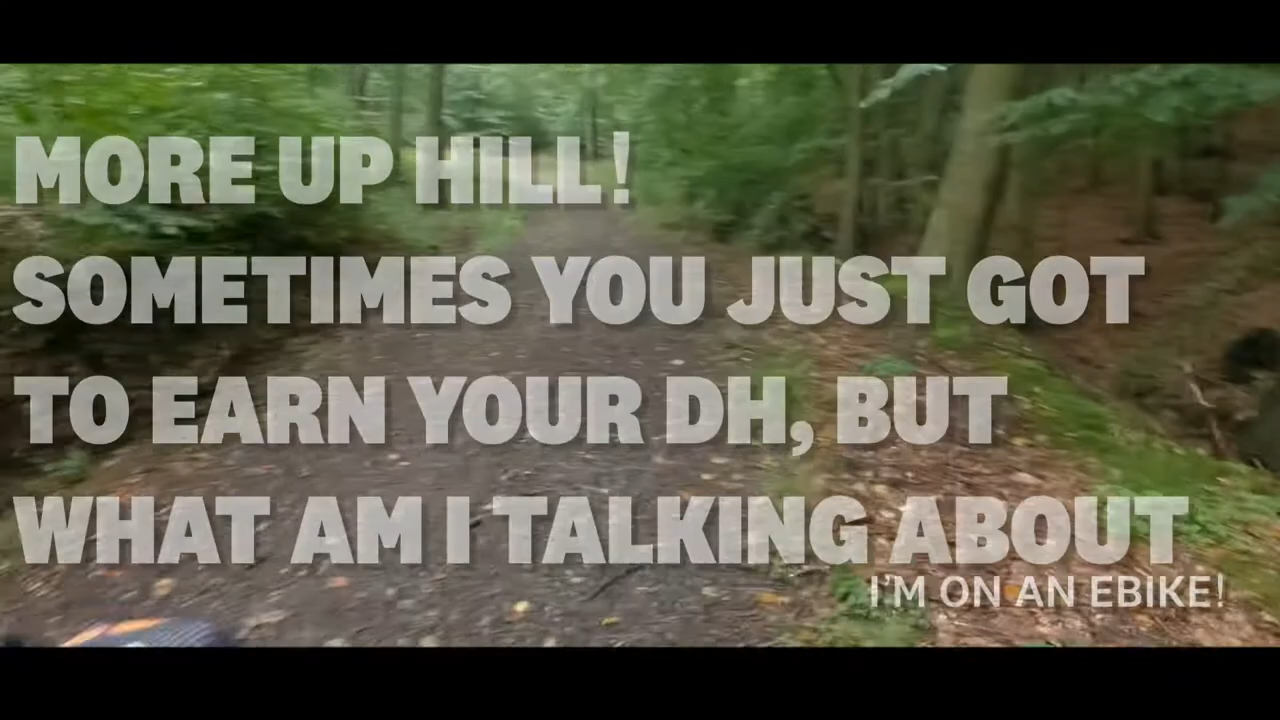 MORE UP HILL!
SOMETIMES YOU JUST GOT
TO EARN YOUR DH, BUT
WHAT AM I TALKING ABOUT
I'M ON AN EBIKE!